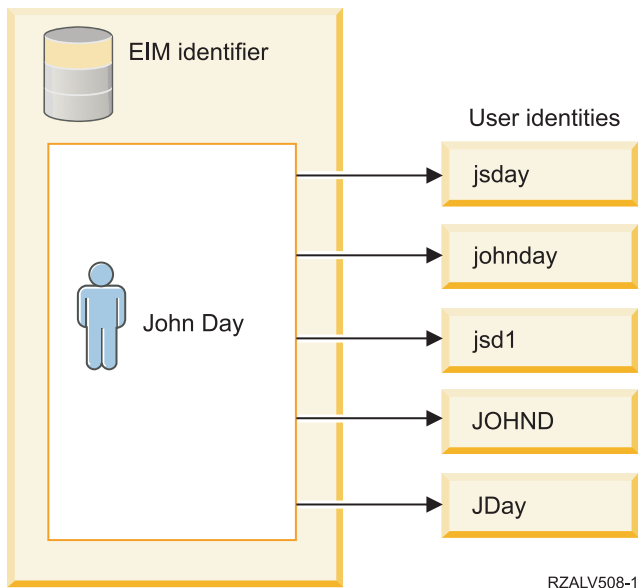 EIM identifier
User identities
jsday
johnday
John Day
jsd1
JOHND
JDay
RZALV508-1